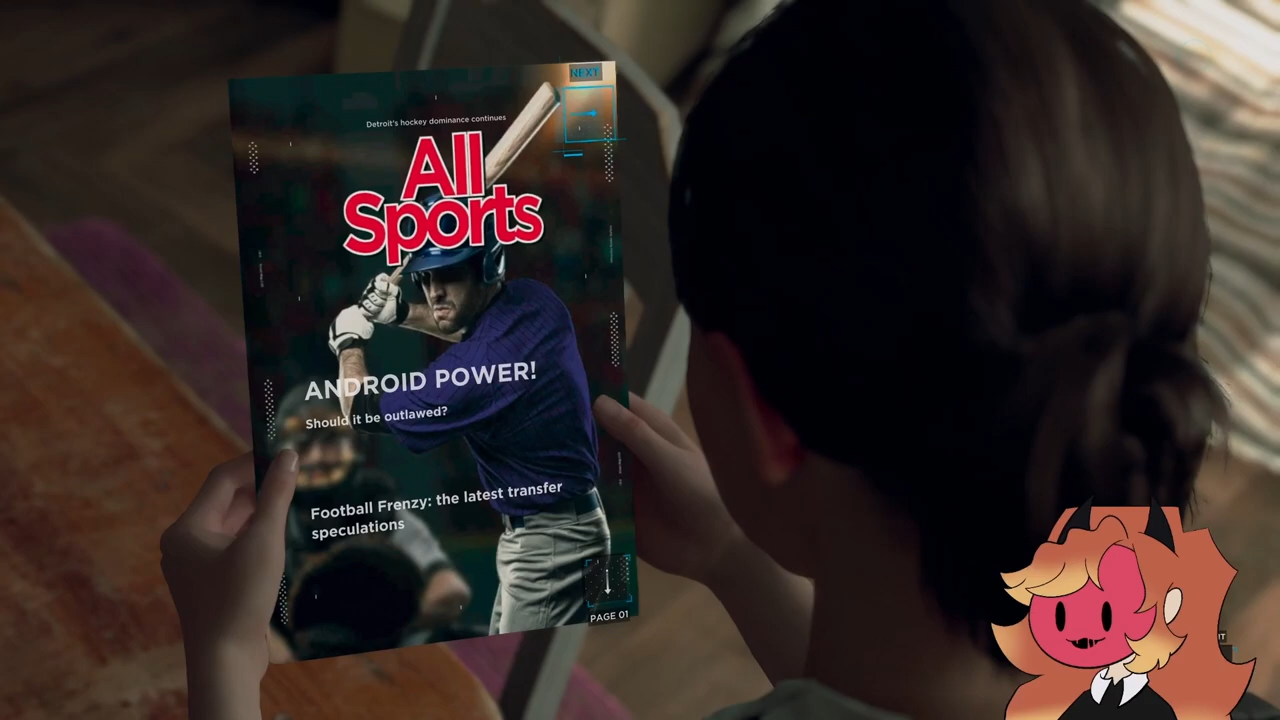 NEXT
Detroit's hockey dominance continues
All
Sports
ANDROID POWER!
Should it be outlawed?
Football Frenzy: the latest transfer
speculations
PAGE 01